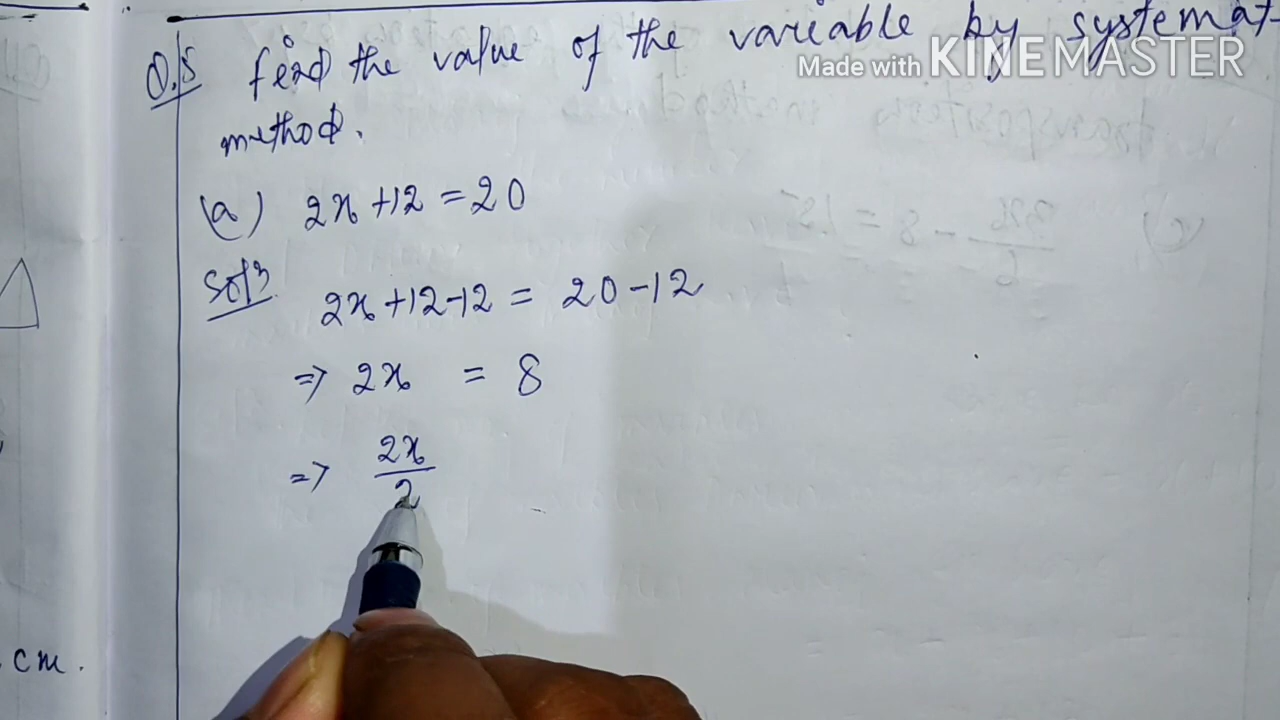 Q.5 find the value of the variable by systemat-
Made with KINEMASTER
method.
(a) 2x+12=20
Sol? 2x+12-12 = 20-12
=> 2x = 8
=> 2x/2
cm.